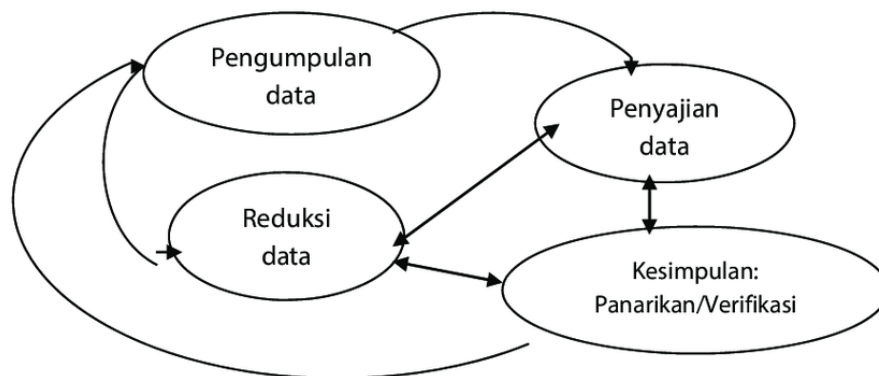 Pengumpulan
data
Penyajian
data
Reduksi
data
Kesimpulan:
Panarikan/Verifikasi